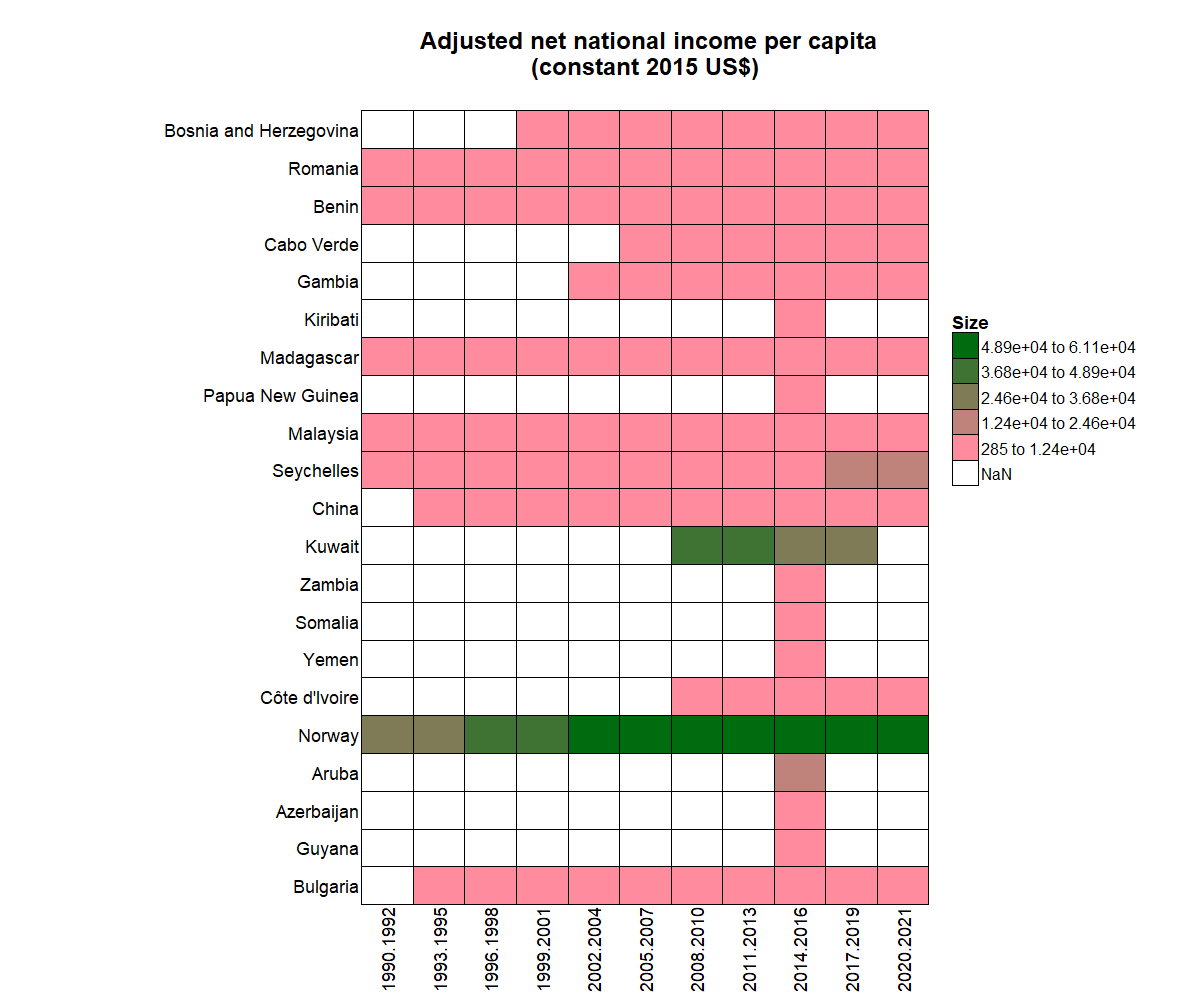 Adjusted net national income per capita
(constant 2015 US$)
Bosnia and Herzegovina
Romania
Benin
Cabo Verde
Gambia
Kiribati
Madagascar
Papua New Guinea
Malaysia
Seychelles
China
Kuwait
Zambia
Somalia
Yemen
Côte d'Ivoire
Norway
Aruba
Azerbaijan
Guyana
Bulgaria
1990.1992
1993.1995
1996.1998
1999.2001
2002.2004
2005.2007
2008.2010
2011.2013
2014.2016
2017.2019
2020.2021
Size
4.89e+04 to 6.11e+04
3.68e+04 to 4.89e+04
2.46e+04 to 3.68e+04
1.24e+04 to 2.46e+04
285 to 1.24e+04
NaN